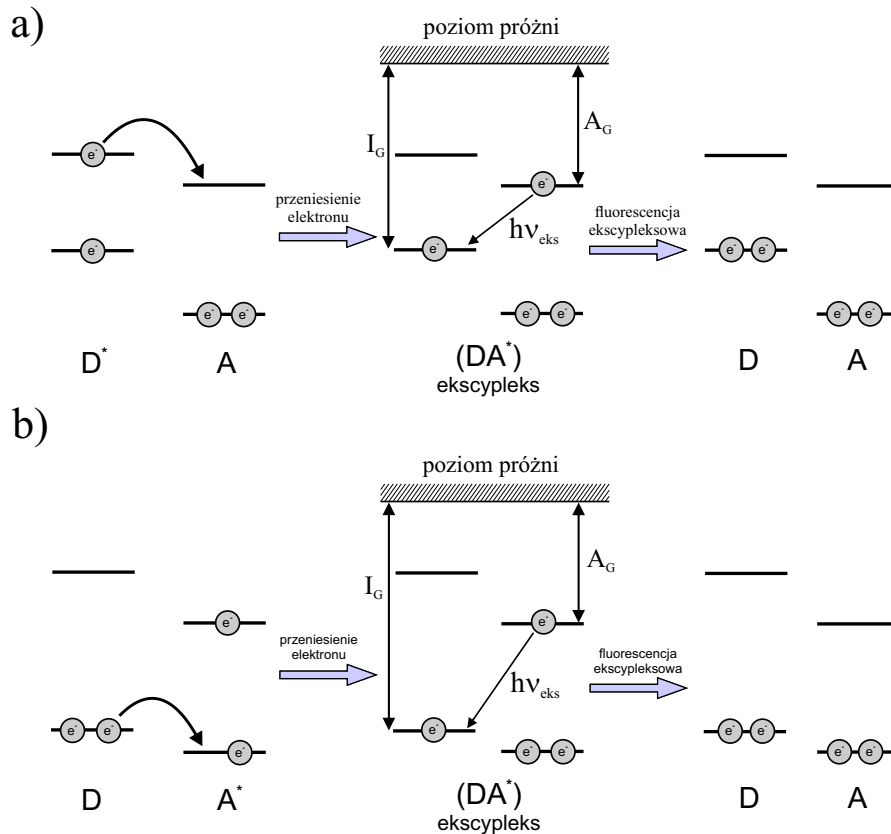 a)
poziom próżni
e-
I_G
A_G
e-
przeniesienie
elektronu
fluorescencja
ekscypleksowa
e-
hν_eks
e-
e- e-
e- e-
e- e-
e- e-
D*
A
(DA*)
ekscypleks
D
A
b)
poziom próżni
I_G
A_G
e-
e-
przeniesienie
elektronu
fluorescencja
ekscypleksowa
hν_eks
e- e-
e-
e- e-
e-
e- e-
e- e-
D
A*
(DA*)
ekscypleks
D
A